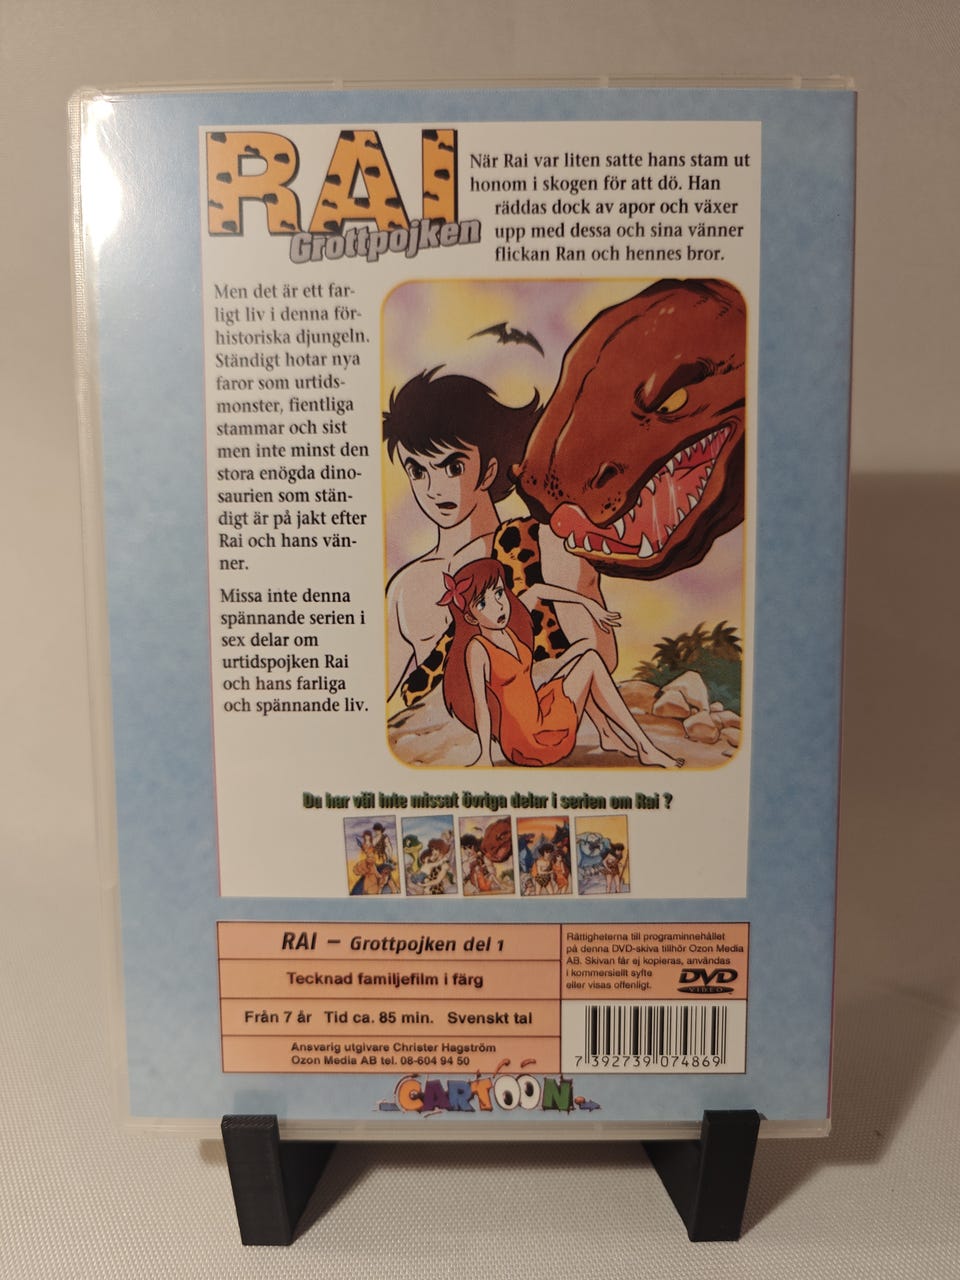 RAI
Grottpojken
När Rai var liten satte hans stam ut
honom i skogen för att dö. Han
räddas dock av apor och växer
upp med dessa och sina vänner
flickan Ran och hennes bror.
Men det är ett far-
ligt liv i denna för-
historiska djungeln.
Ständigt hotar nya
faror som urtids-
monster, fientliga
stammar och sist
men inte minst den
stora enögda dino-
saurien som stän-
digt är på jakt efter
Rai och hans vän-
ner.
Missa inte denna
spännande serien i
sex delar om
urtidspojken Rai
och hans farliga
och spännande liv.
Du har väl inte missat övriga delar i serien om Rai ?
RAI – Grottpojken del 1
Tecknad familjefilm i färg
Från 7 år Tid ca. 85 min. Svenskt tal
Ansvarig utgivare Christer Hagström
Ozon Media AB tel. 08-604 94 50
Rättigheterna till programinnehållet
på denna DVD-skiva tillhör Ozon Media
AB. Skivan får ej kopieras, användas
i kommersiellt syfte
eller visas offenligt.
DVD
VIDEO
7 392739 074869
CARTOON